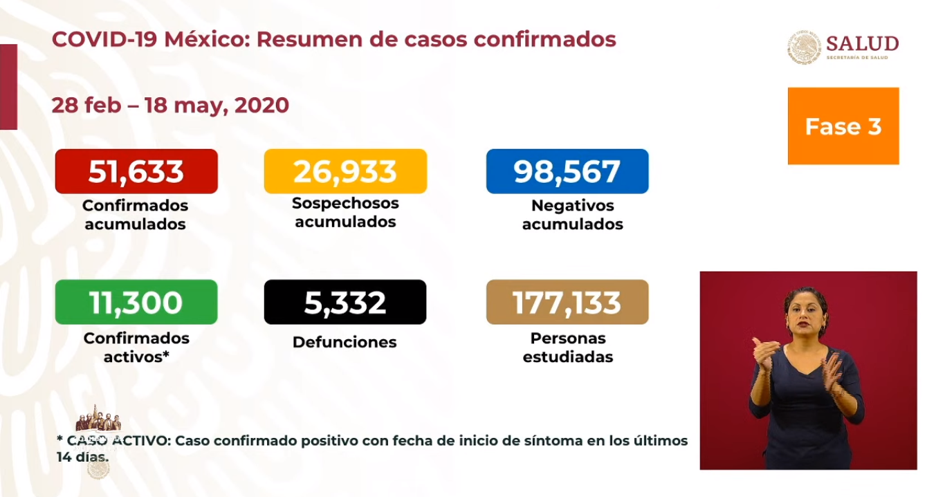 COVID-19 México: Resumen de casos confirmados
SALUD
SECRETARÍA DE SALUD
28 feb – 18 may, 2020
Fase 3
51,633
Confirmados
acumulados
26,933
Sospechosos
acumulados
98,567
Negativos
acumulados
11,300
Confirmados
activos*
5,332
Defunciones
177,133
Personas
estudiadas
* CASO ACTIVO: Caso confirmado positivo con fecha de inicio de síntoma en los últimos
14 días.